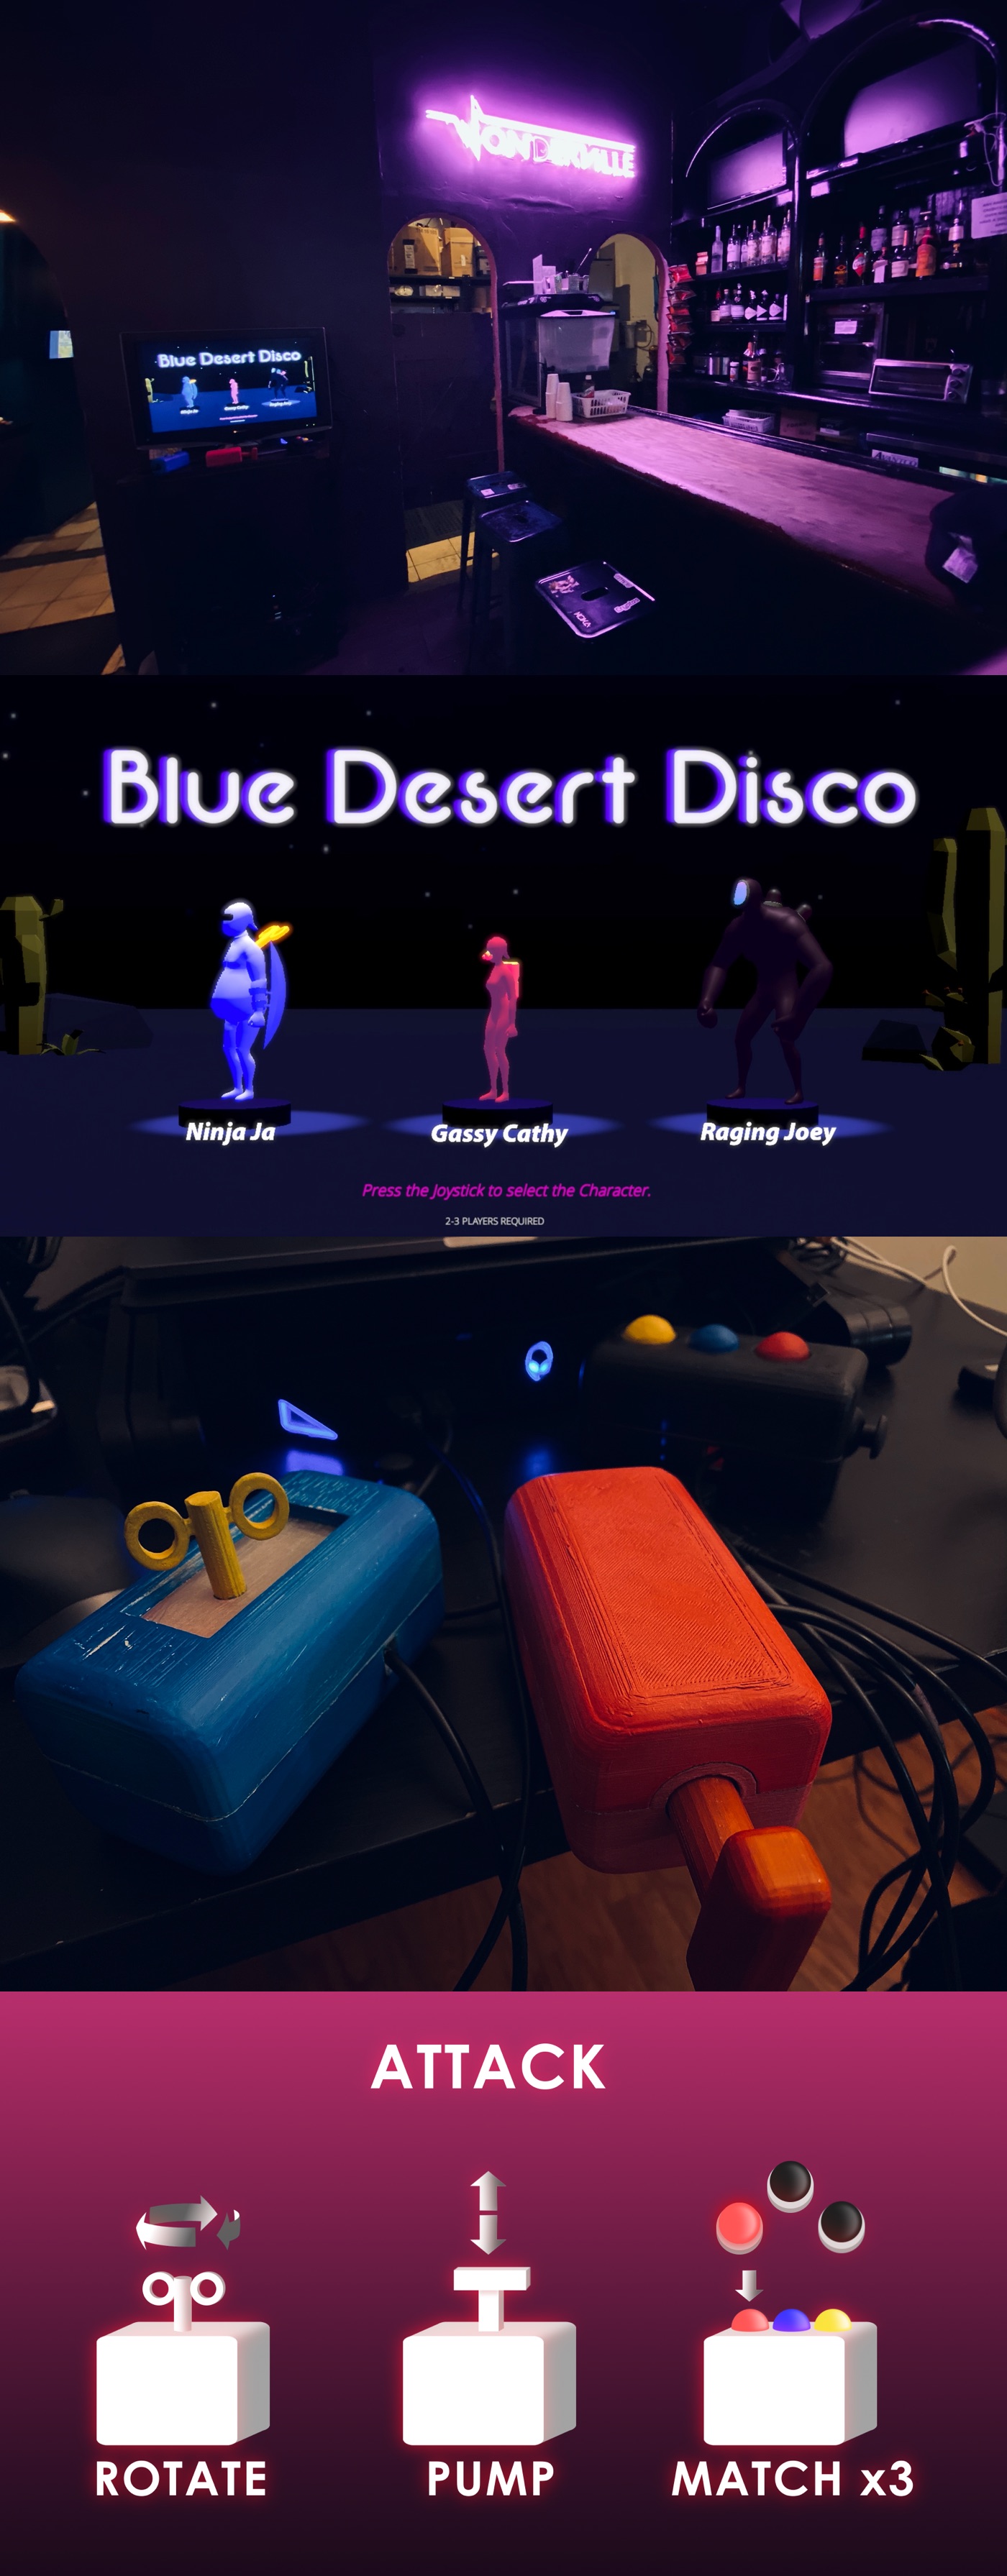 WONDERVILLE
Blue Desert Disco
Blue Desert Disco
Ninja Ja
Gassy Cathy
Raging Joey
Press the Joystick to select the Character.
2-3 PLAYERS REQUIRED
ATTACK
ROTATE
PUMP
MATCH x3